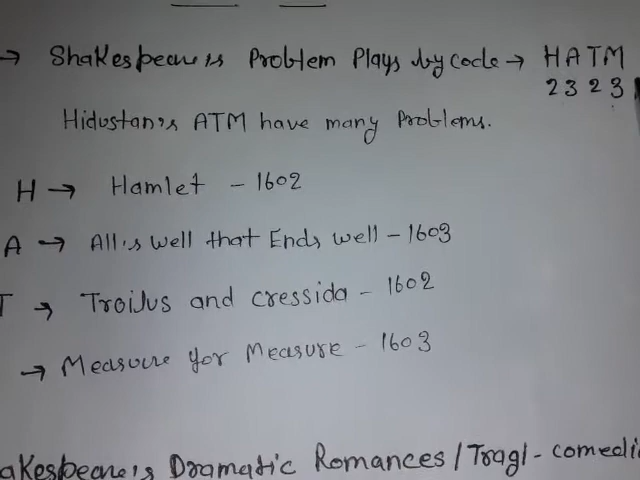 → Shakespeare's Problem Plays by code → HATM
2323
Hidustan's ATM have many Problems.
H → Hamlet - 1602
A → All's well that Ends well - 1603
T → Troilus and cressida - 1602
→ Measure for Measure - 1603
akespeare's Dramatic Romances / Tragi-comedi